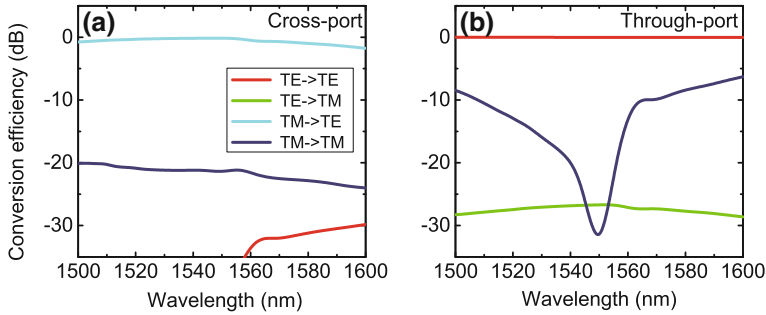 (a) Cross-port
Conversion efficiency (dB)
0
-10
-20
-30
TE->TE
TE->TM
TM->TE
TM->TM
1500 1520 1540 1560 1580 1600
Wavelength (nm)
(b) Through-port
0
-10
-20
-30
1500 1520 1540 1560 1580 1600
Wavelength (nm)